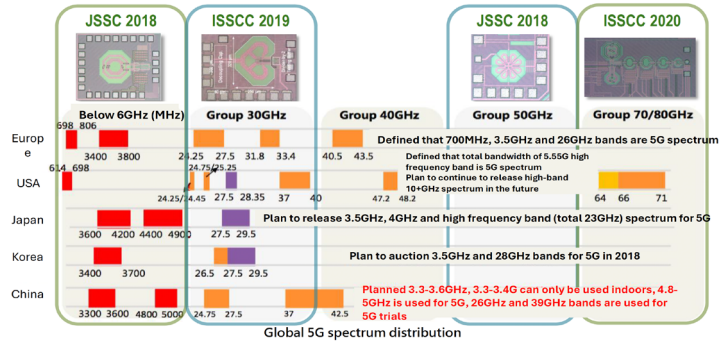 JSSC 2018
ISSCC 2019
JSSC 2018
ISSCC 2020
Below 6GHz (MHz)
Group 30GHz
Group 40GHz
Group 50GHz
Group 70/80GHz
Europ
e
698 806
3400 3800
24.25 27.5 31.8 33.4
40.5 43.5
Defined that 700MHz, 3.5GHz and 26GHz bands are 5G spectrum
USA
614 698
24.75/25.25
24.25/24.45
27.5 28.35 37 40
47.2 48.2
Defined that total bandwidth of 5.55G high
frequency band is 5G spectrum
Plan to continue to release high-band
10+GHz spectrum in the future
64 66 71
Japan
3600 4200 4400 4900
27.5 29.5
Plan to release 3.5GHz, 4GHz and high frequency band (total 23GHz) spectrum for 5G
Korea
3400 3700
26.5 27.5 29.5
Plan to auction 3.5GHz and 28GHz bands for 5G in 2018
China
3300 3600 4800 5000
24.75 27.5 37 42.5
Planned 3.3-3.6GHz, 3.3-3.4G can only be used indoors, 4.8-
5GHz is used for 5G, 26GHz and 39GHz bands are used for
5G trials
Global 5G spectrum distribution